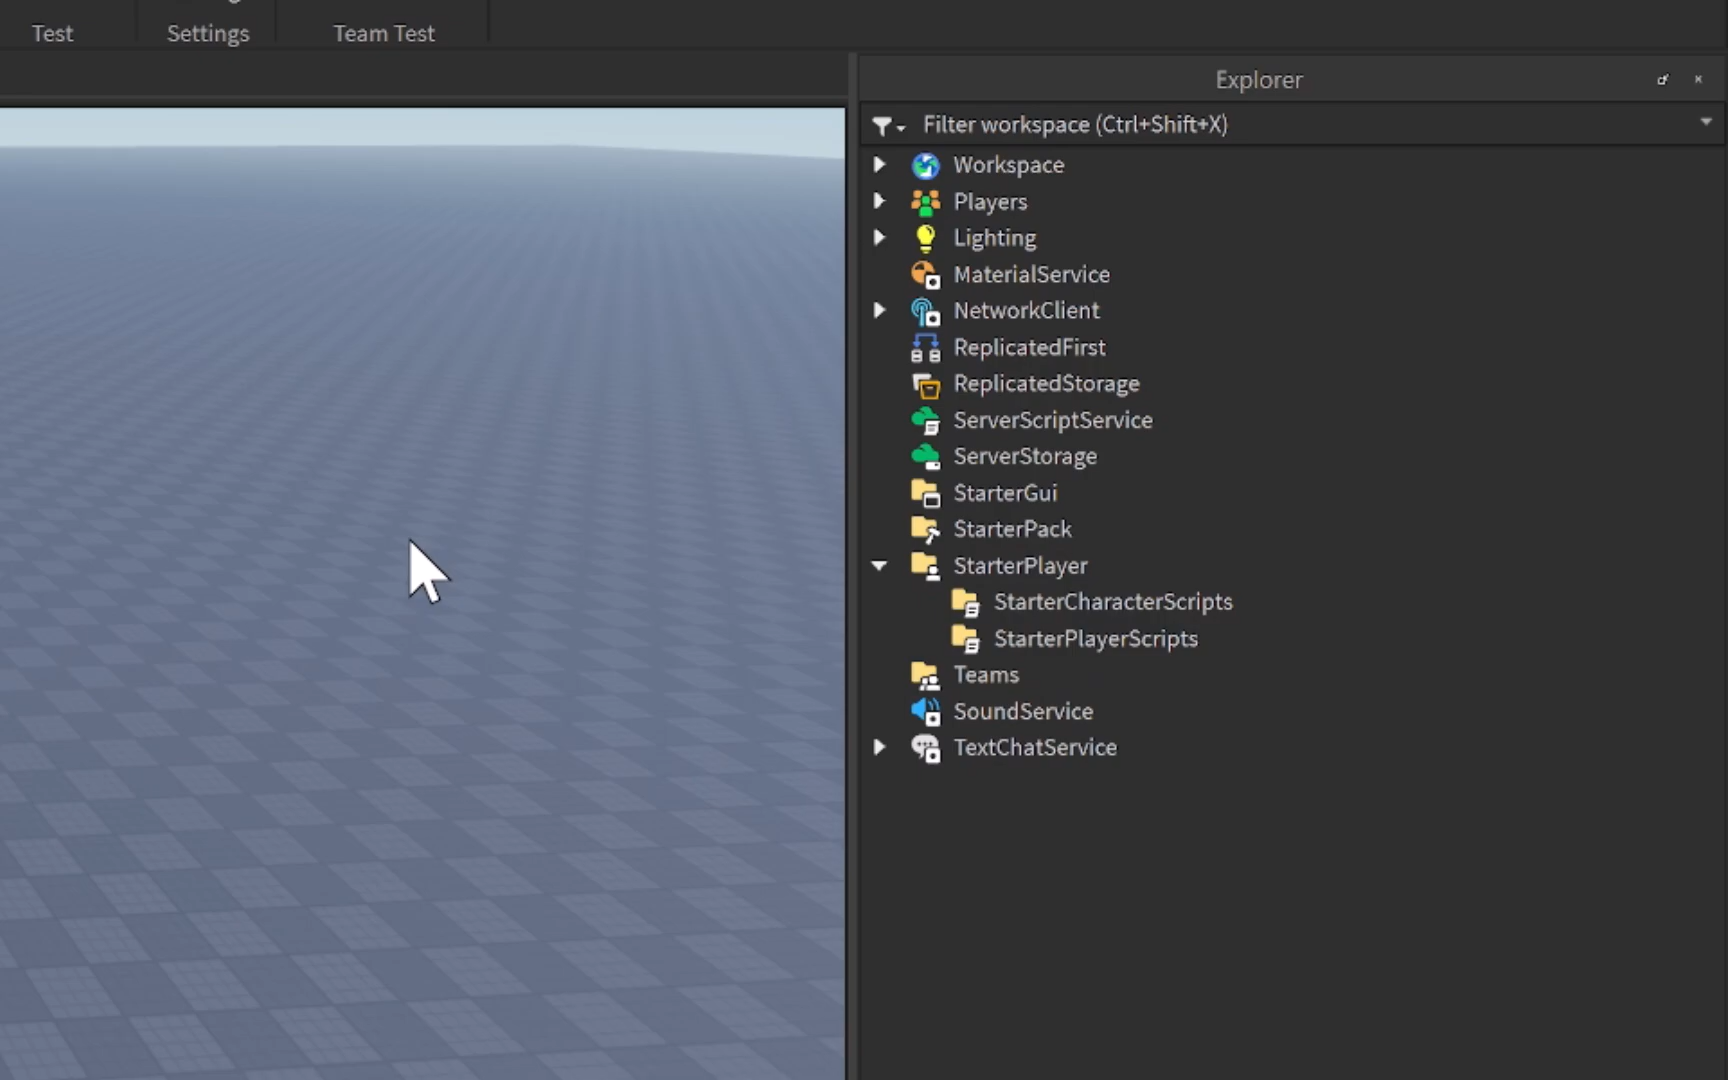 Test
Settings
Team Test
Explorer
Filter workspace (Ctrl+Shift+X)
Workspace
Players
Lighting
MaterialService
NetworkClient
ReplicatedFirst
ReplicatedStorage
ServerScriptService
ServerStorage
StarterGui
StarterPack
StarterPlayer
StarterCharacterScripts
StarterPlayerScripts
Teams
SoundService
TextChatService